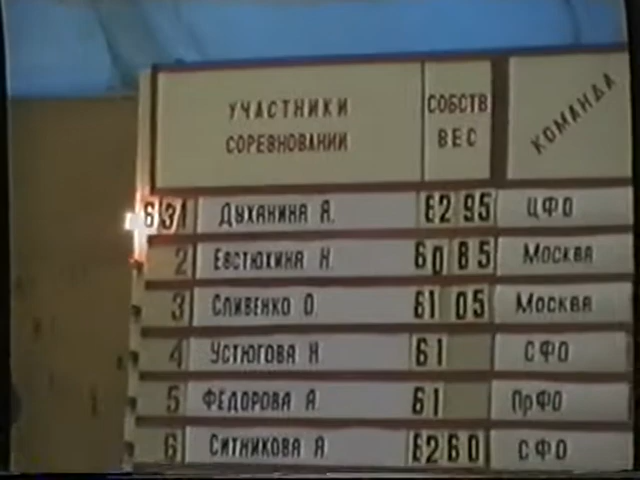 УЧАСТНИКИ СОРЕВНОВАНИИ
СОБСТВ ВЕС
КОМАНДА
63 1 Духанина А. 62 95 ЦФО
2 Евстюхина Н 60 85 Москва
3 Сливенко О 61 05 Москва
4 Устюгова Н 61 СФО
5 Федорова А 61 ПрФО
6 Ситникова А 62 60 СФО